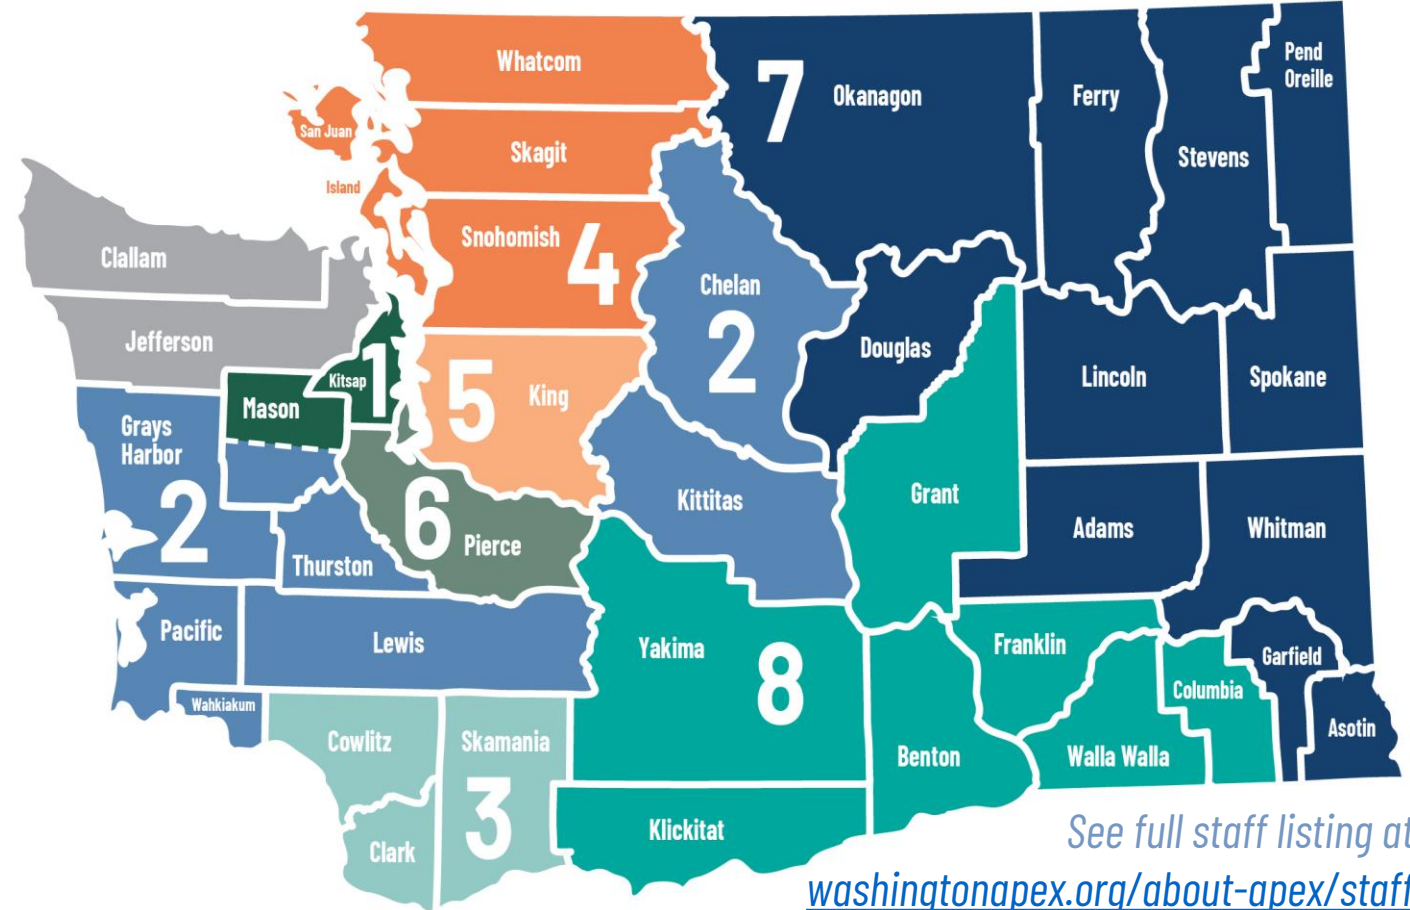 Whatcom
7
Okanagon
Ferry
Pend
Oreille
San Juan
Skagit
Stevens
Island
Snohomish
4
Clallam
Chelan
2
Jefferson
Douglas
Kitsap
1
5
King
Lincoln
Spokane
Mason
Grays
Harbor
2
6
Pierce
Kittitas
Grant
Adams
Whitman
Thurston
Pacific
Lewis
Yakima
8
Franklin
Garfield
Columbia
Wahkiakum
Asotin
Cowlitz
Skamania
3
Benton
Walla Walla
Clark
Klickitat
See full staff listing at
washingtonapex.org/about-apex/staff